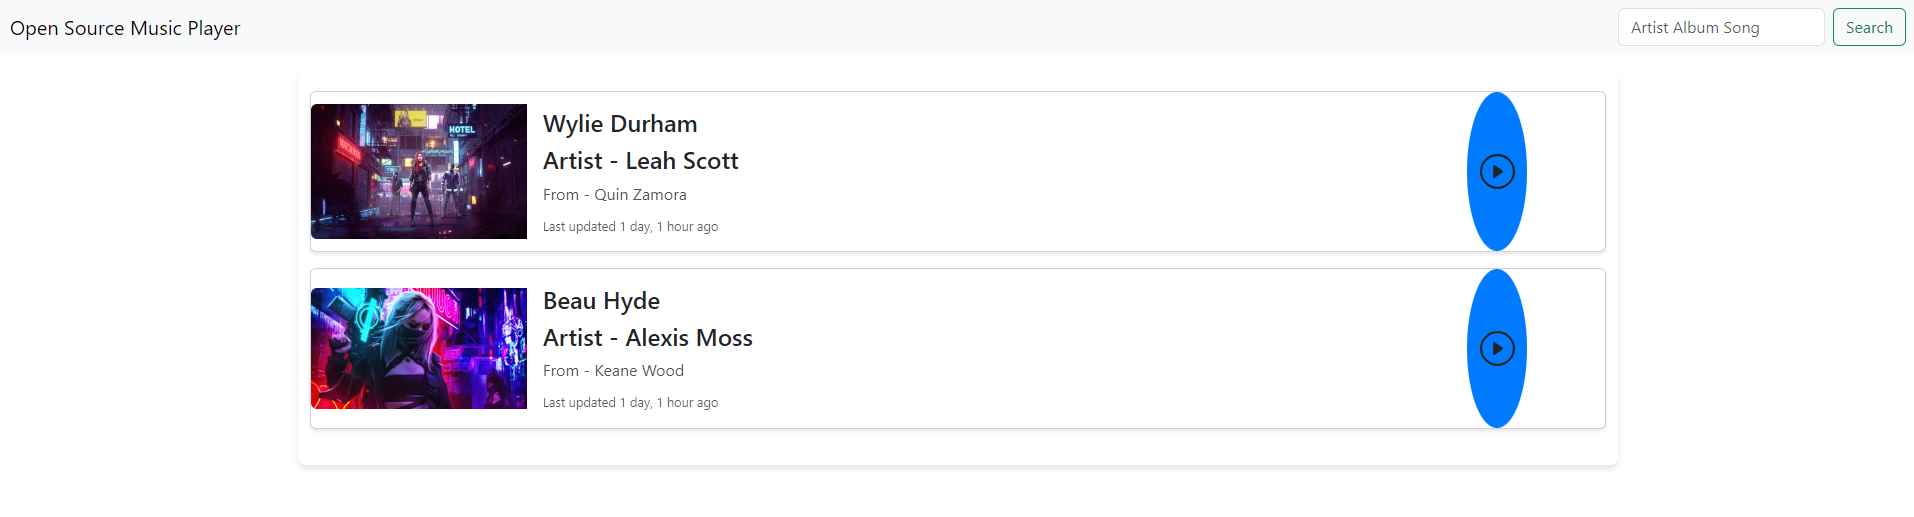 Open Source Music Player
Artist Album Song
Search
HOTEL
Wylie Durham
Artist - Leah Scott
From - Quin Zamora
Last updated 1 day, 1 hour ago
Beau Hyde
Artist - Alexis Moss
From - Keane Wood
Last updated 1 day, 1 hour ago